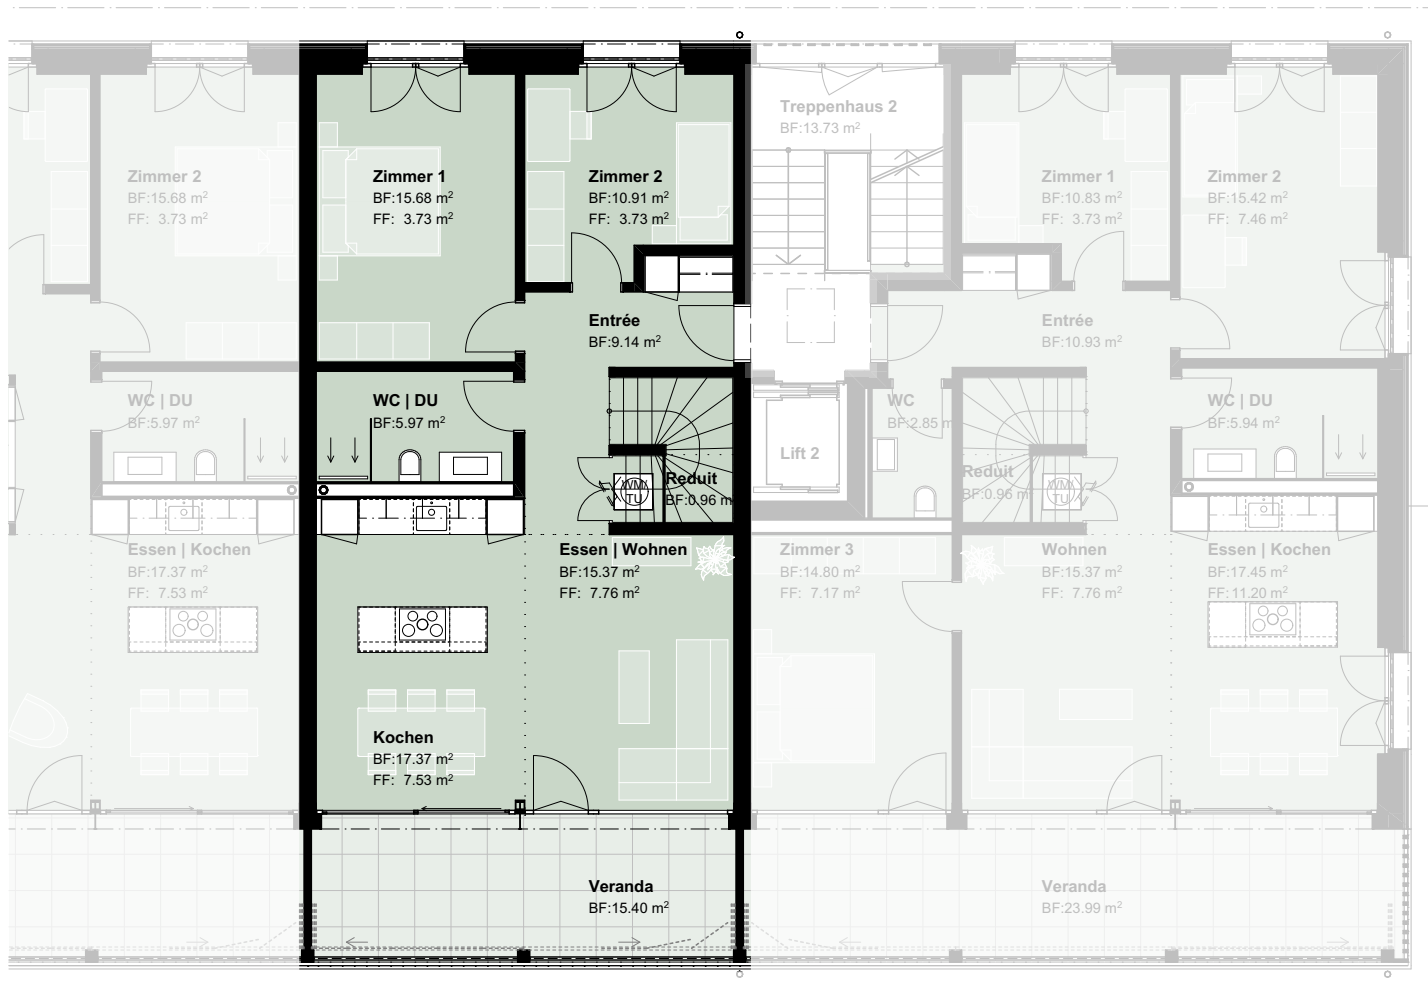 Treppenhaus 2
BF:13.73 m²
Zimmer 2
BF:15.68 m²
FF: 3.73 m²
Zimmer 1
BF:15.68 m²
FF: 3.73 m²
Zimmer 2
BF:10.91 m²
FF: 3.73 m²
Zimmer 1
BF:10.83 m²
FF: 3.73 m²
Zimmer 2
BF:15.42 m²
FF: 7.46 m²
Entrée
BF:9.14 m²
Entrée
BF:10.93 m²
WC | DU
BF:5.97 m²
WC | DU
BF:5.97 m²
WC
BF:2.85 m
WC | DU
BF:5.94 m²
Lift 2
Reduit
BF:0.96 m
WM/
TU
Reduit
BF:0.96 m
WM/
TU
Essen | Kochen
BF:17.37 m²
FF: 7.53 m²
Essen | Wohnen
BF:15.37 m²
FF: 7.76 m²
Zimmer 3
BF:14.80 m²
FF: 7.17 m²
Wohnen
BF:15.37 m²
FF: 7.76 m²
Essen | Kochen
BF:17.45 m²
FF: 11.20 m²
Kochen
BF:17.37 m²
FF: 7.53 m²
Veranda
BF:15.40 m²
Veranda
BF:23.99 m²